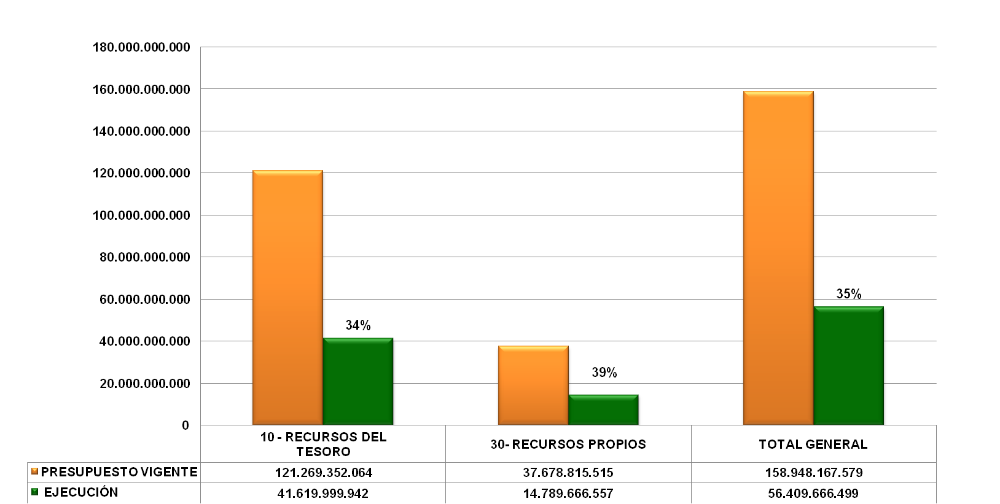 180.000.000.000
160.000.000.000
140.000.000.000
120.000.000.000
100.000.000.000
80.000.000.000
60.000.000.000
40.000.000.000
20.000.000.000
0
34%
39%
35%
10 - RECURSOS DEL
TESORO
30- RECURSOS PROPIOS
TOTAL GENERAL
PRESUPUESTO VIGENTE 121.269.352.064 37.678.815.515 158.948.167.579
EJECUCIÓN 41.619.999.942 14.789.666.557 56.409.666.499